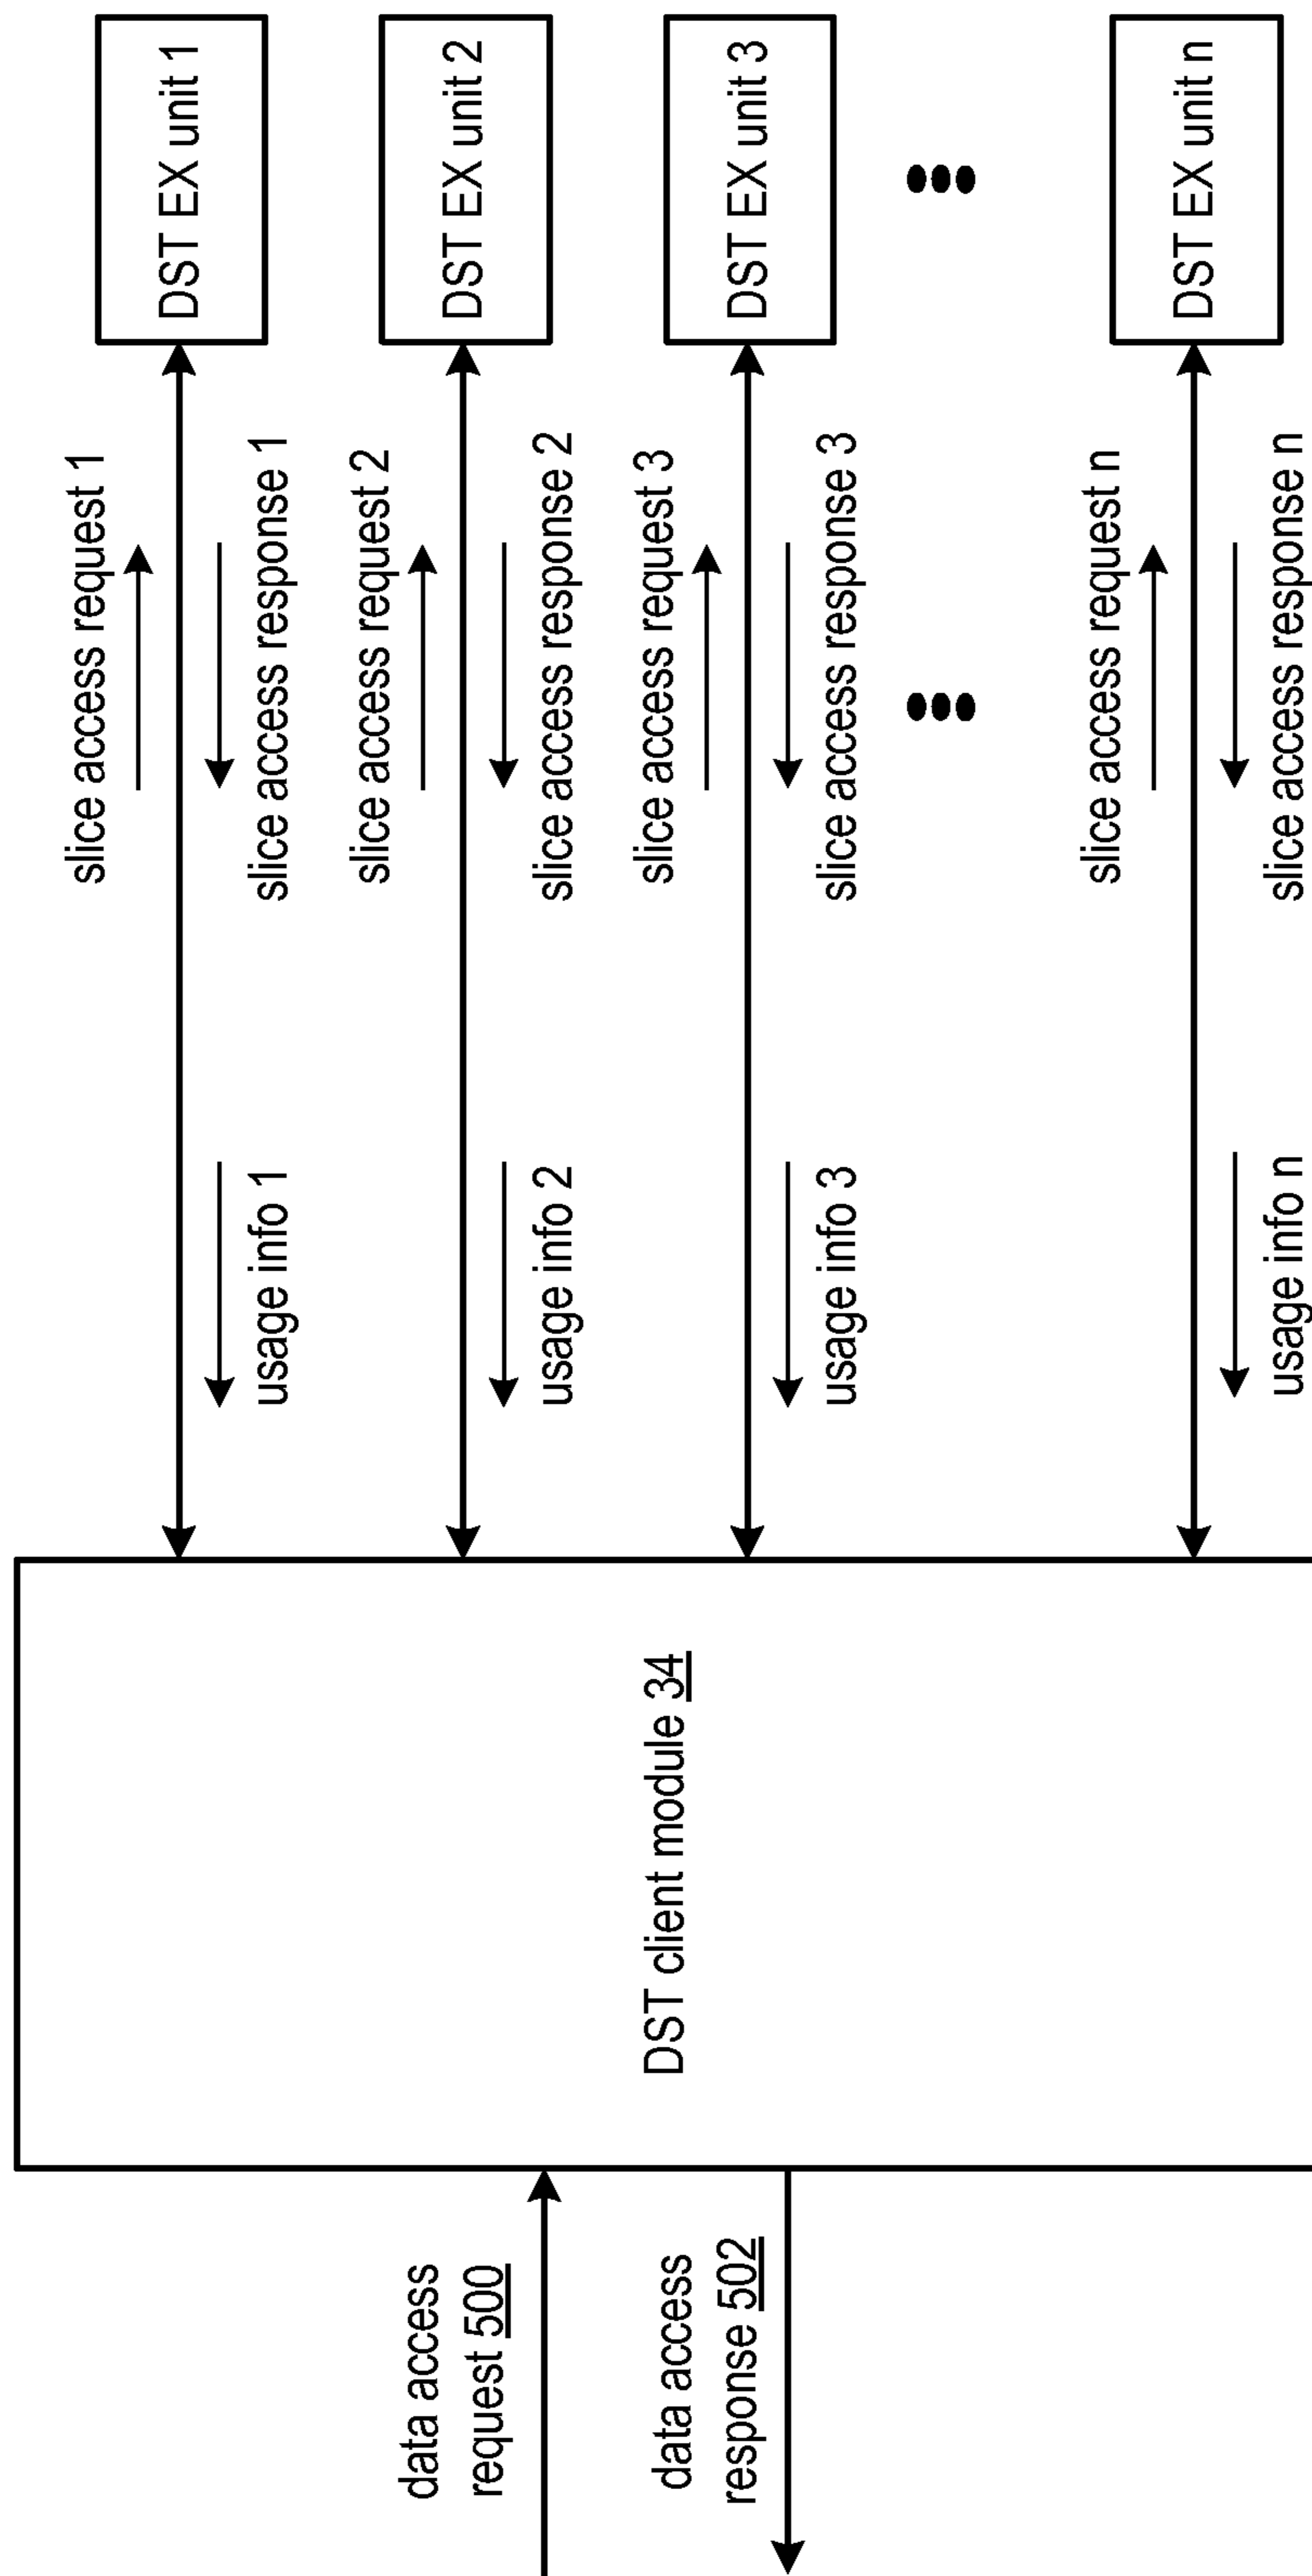 data access
request 500
data access
response 502
DST client module 34
slice access request 1
usage info 1
slice access response 1
DST EX unit 1
slice access request 2
usage info 2
slice access response 2
DST EX unit 2
slice access request 3
usage info 3
slice access response 3
DST EX unit 3
slice access request n
usage info n
slice access response n
DST EX unit n